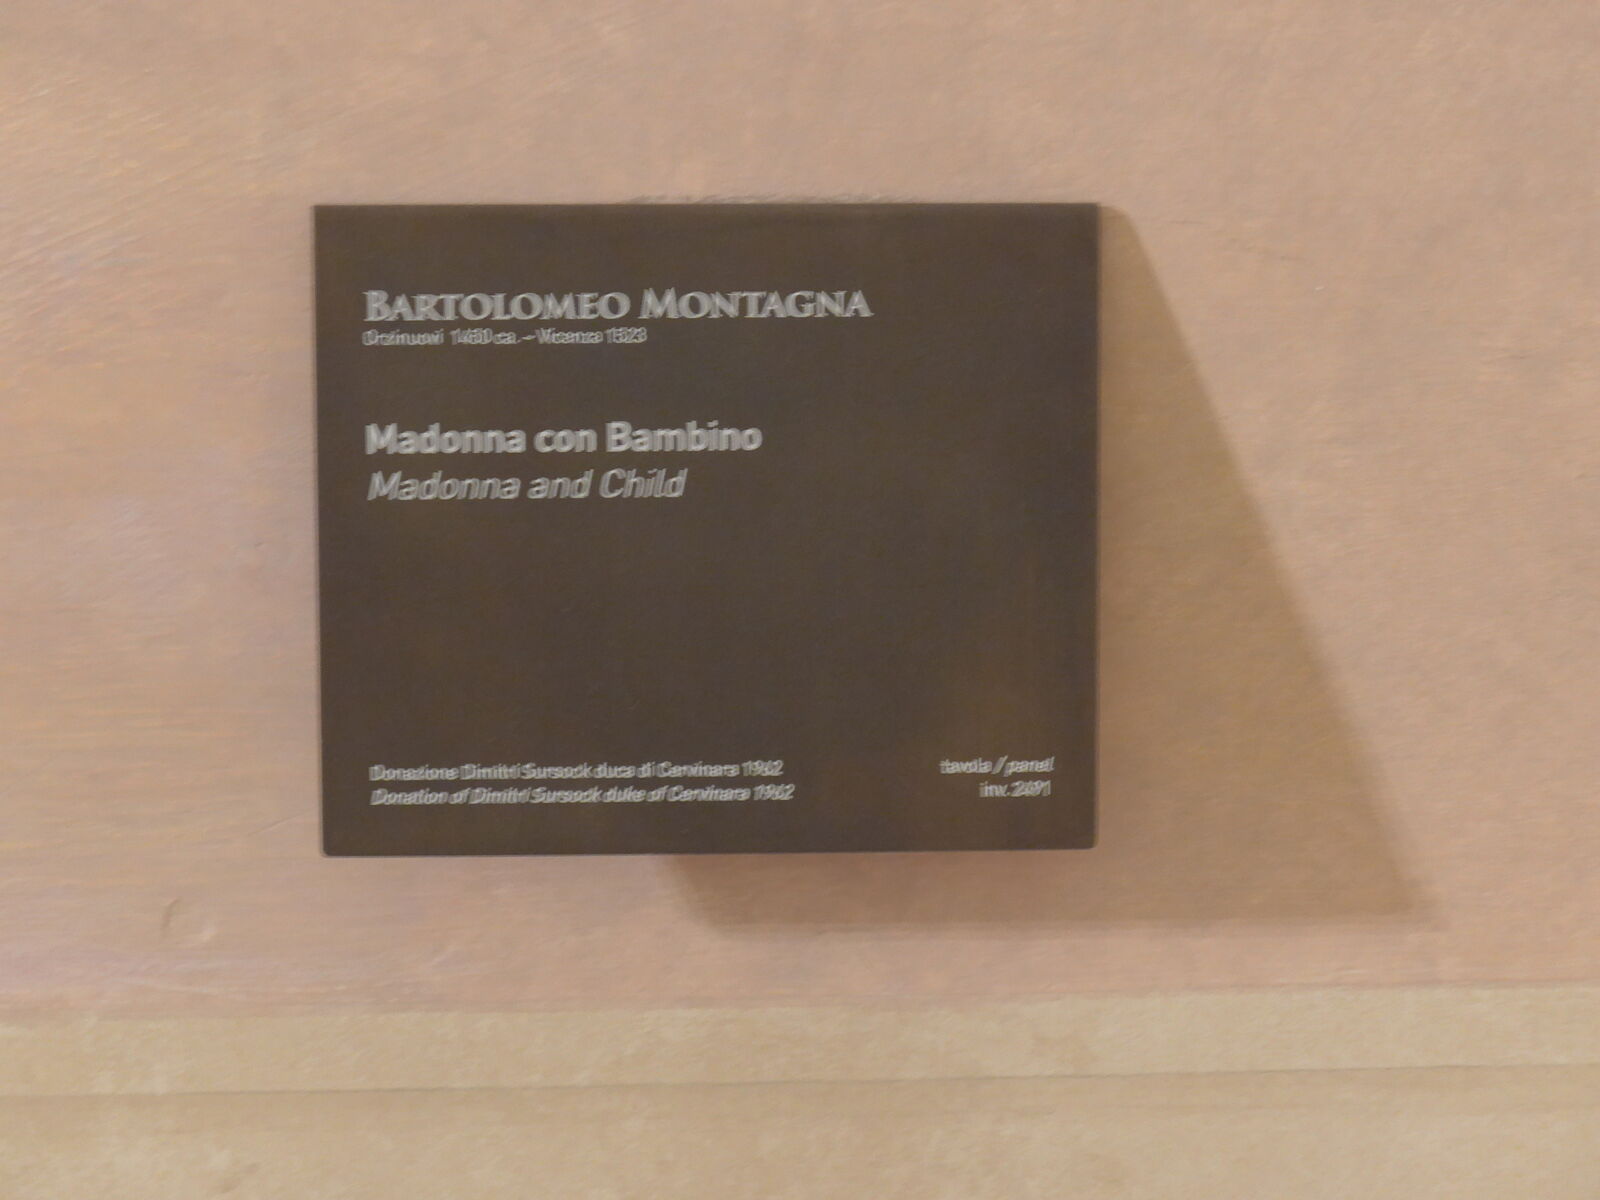 BARTOLOMEO MONTAGNA
Orzinuovi 1450 ca. – Vicenza 1523
Madonna con Bambino
Madonna and Child
Donazione Dimitri Sursock duca di Cervinara 1962
Donation of Dimitri Sursock duke of Cervinara 1962
tavola / panel
inv. 2491